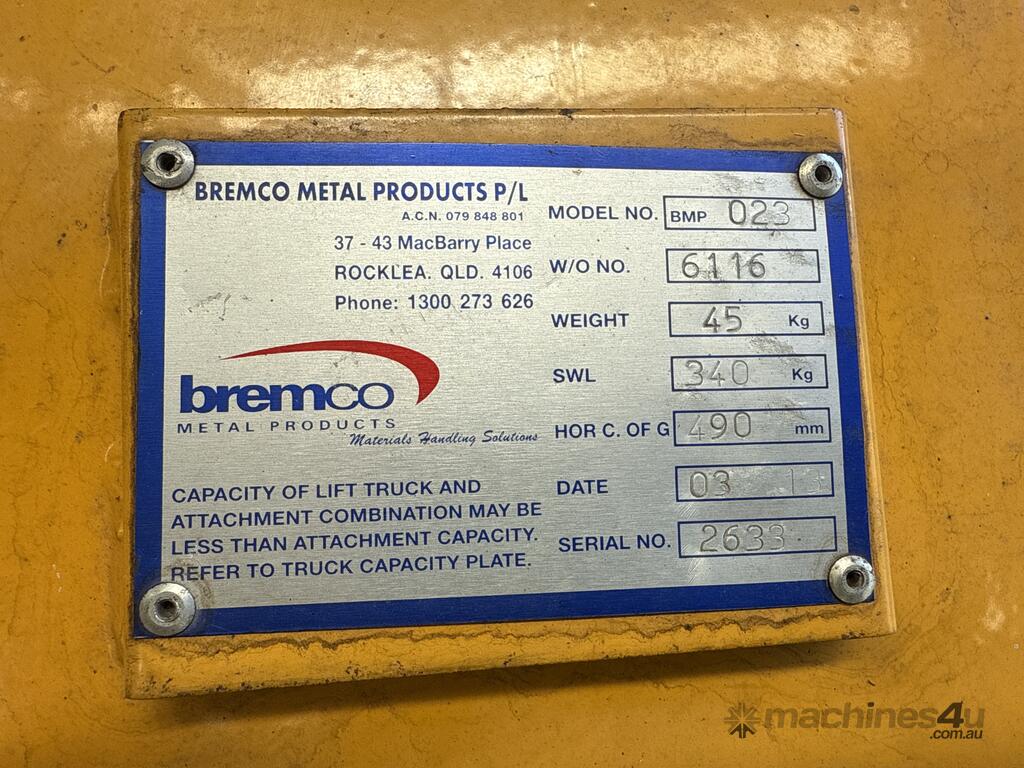 BREMCO METAL PRODUCTS P/L
A.C.N. 079 848 801
37 - 43 MacBarry Place
ROCKLEA. QLD. 4106
Phone: 1300 273 626
bremco
METAL PRODUCTS
Materials Handling Solutions
CAPACITY OF LIFT TRUCK AND
ATTACHMENT COMBINATION MAY BE
LESS THAN ATTACHMENT CAPACITY.
REFER TO TRUCK CAPACITY PLATE.
MODEL NO. BMP 023
W/O NO. 6116
WEIGHT 45 Kg
SWL 340 Kg
HOR C. OF G 490 mm
DATE 03
SERIAL NO. 2633
machines4u
.com.au